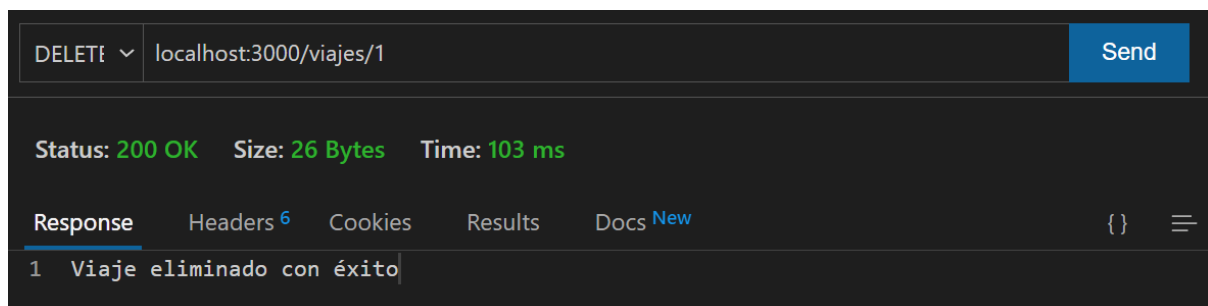 DELETE localhost:3000/viajes/1 Send
Status: 200 OK Size: 26 Bytes Time: 103 ms
Response Headers 6 Cookies Results Docs New { }
1 Viaje eliminado con éxito